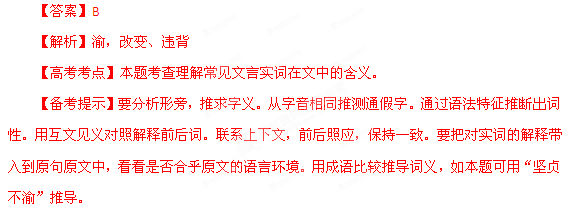 【答案】B
【解析】渝，改变、违背
【高考考点】本题考查理解常见文言实词在文中的含义。
【备考提示】要分析形旁，推求字义。从字音相同推测通假字。通过语法特征推断出词
性。用互文见义对照解释前后词。联系上下文，前后照应，保持一致。要把对实词的解释带
入到原句原文中，看看是否合乎原文的语言环境。用成语比较推导词义，如本题可用“坚贞
不渝”推导。